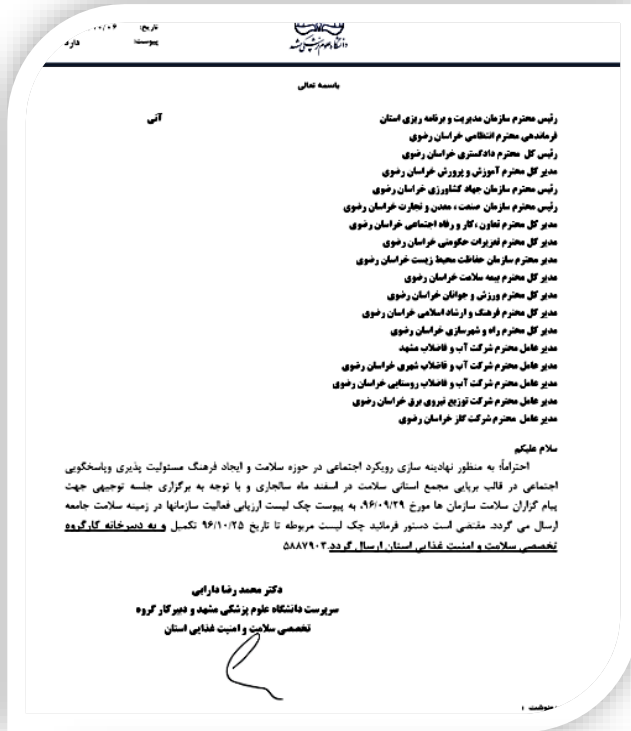 تاریخ:
پیوست: دارد
دانشگاه علوم پزشکی مشهد
باسمه تعالی
رئیس محترم سازمان مدیریت و برنامه ریزی استان آنی
فرماندهی محترم انتظامی خراسان رضوی
رئیس کل محترم دادگستری خراسان رضوی
مدیر کل محترم آموزش و پرورش خراسان رضوی
رئیس محترم سازمان جهاد کشاورزی خراسان رضوی
رئیس محترم سازمان صنعت ، معدن و تجارت خراسان رضوی
مدیر کل محترم تعاون ،کار و رفاه اجتماعی خراسان رضوی
مدیر کل محترم تعزیرات حکومتی خراسان رضوی
مدیر محترم سازمان حفاظت محیط زیست خراسان رضوی
مدیر کل محترم بیمه سلامت خراسان رضوی
مدیر کل محترم ورزش و جوانان خراسان رضوی
مدیر کل محترم فرهنگ و ارشاد اسلامی خراسان رضوی
مدیر کل محترم راه و شهرسازی خراسان رضوی
مدیر عامل محترم شرکت آب و فاضلاب مشهد
مدیر عامل محترم شرکت آب و فاضلاب شهری خراسان رضوی
مدیر عامل محترم شرکت آب و فاضلاب روستایی خراسان رضوی
مدیر عامل محترم شرکت توزیع نیروی برق خراسان رضوی
مدیر عامل محترم شرکت گاز خراسان رضوی
سلام علیکم
احتراماً؛ به منظور نهادینه سازی رویکرد اجتماعی در حوزه سلامت و ایجاد فرهنگ مسئولیت پذیری وپاسخگویی
اجتماعی در قالب برپایی مجمع استانی سلامت در اسفند ماه سالجاری و با توجه به برگزاری جلسه توجیهی جهت
پیام گزاران سلامت سازمان ها مورخ ۹۶/۰۹/۲۹، به پیوست چک لیست ارزیابی فعالیت سازمانها در زمینه سلامت جامعه
ارسال می گردد. مقتضی است دستور فرمائید چک لیست مربوطه تا تاریخ ۹۶/۱۰/۲۵ تکمیل و به دبیرخانه کارگروه
تخصصی سلامت و امنیت غذایی استان ارسال گردد.۵۸۸۷۹۰۳
دکتر محمد رضا دارابی
سرپرست دانشگاه علوم پزشکی مشهد و دبیرکار گروه
تخصصی سلامت و امنیت غذایی استان